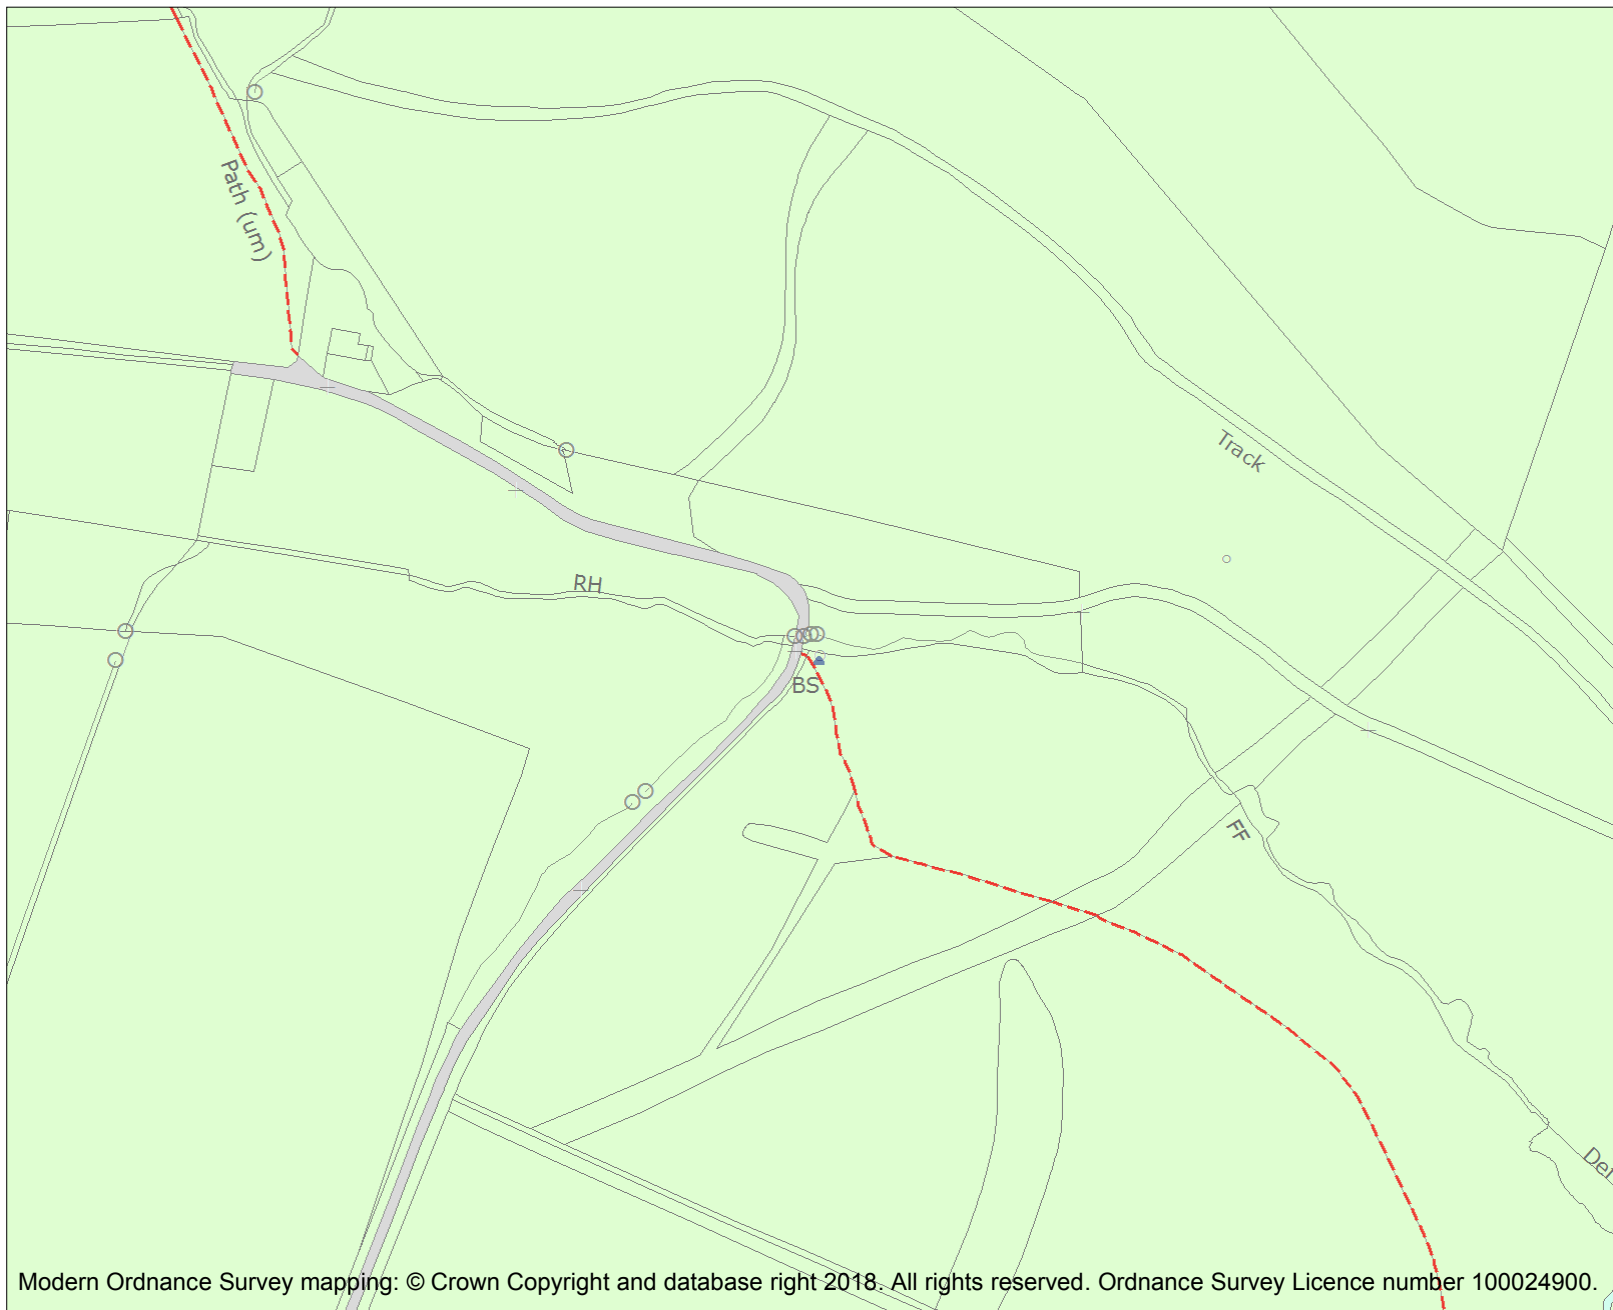 Path (um)
Track
RH
BS
FF
Der
Modern Ordnance Survey mapping: © Crown Copyright and database right 2018. All rights reserved. Ordnance Survey Licence number 100024900.